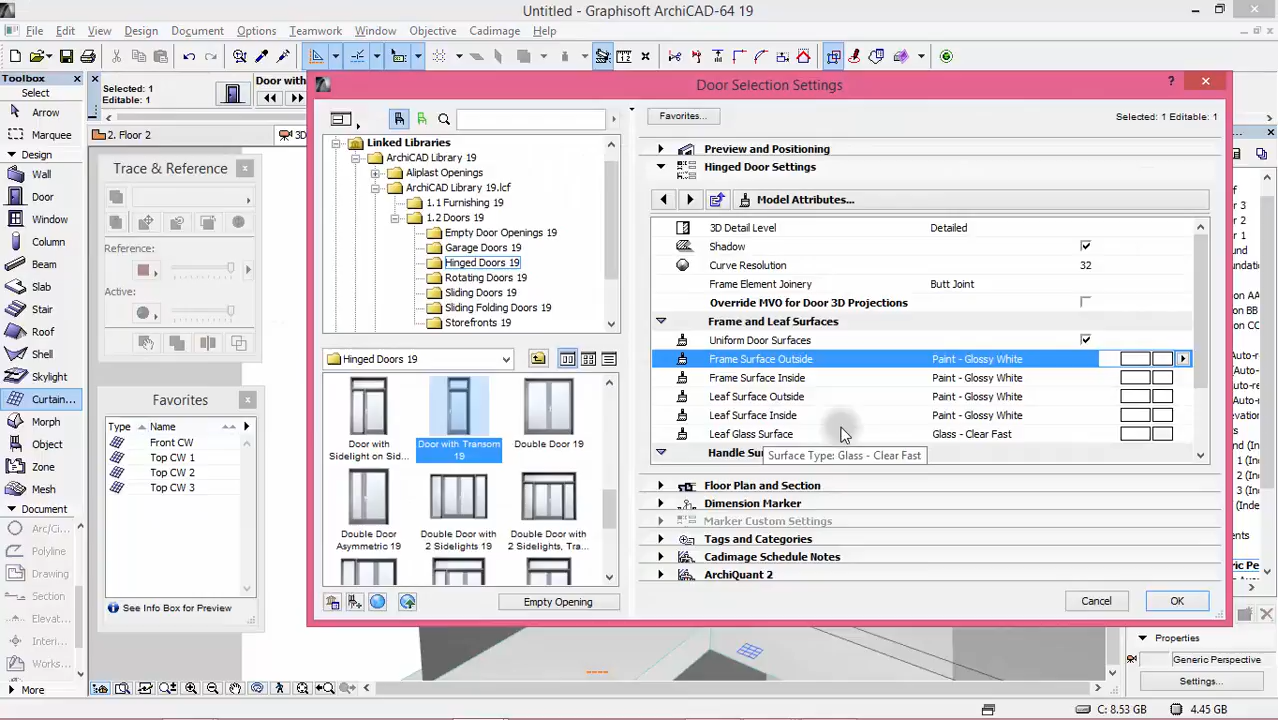 Untitled - Graphisoft ArchiCAD-64 19
File Edit View Design Document Options Teamwork Window Objective Cadimage Help
Toolbox
Select
Arrow
Marquee
Design
Wall
Door
Window
Column
Beam
Slab
Stair
Roof
Shell
Skylight
Curtain...
Morph
Object
Zone
Mesh
Document
Arc/Ci...
Polyline
Drawing
Section
Elevat...
Interi...
Works...
More
Selected: 1
Editable: 1
Door with
2. Floor 2
3D
Trace & Reference
Reference:
Active:
Favorites
Type Name
Front CW
Top CW 1
Top CW 2
Top CW 3
See Info Box for Preview
Door Selection Settings
?
Linked Libraries
ArchiCAD Library 19
Aliplast Openings
ArchiCAD Library 19.lcf
1.1 Furnishing 19
1.2 Doors 19
Empty Door Openings 19
Garage Doors 19
Hinged Doors 19
Rotating Doors 19
Sliding Doors 19
Sliding Folding Doors 19
Storefronts 19
Hinged Doors 19
Door with Sidelight on Sid...
Door with Transom 19
Double Door 19
Double Door Asymmetric 19
Double Door with 2 Sidelights 19
Double Door with 2 Sidelights, Tra...
Empty Opening
Favorites...
Selected: 1 Editable: 1
Preview and Positioning
Hinged Door Settings
Model Attributes...
3D Detail Level Detailed
Shadow
Curve Resolution 32
Frame Element Joinery Butt Joint
Override MVO for Door 3D Projections
Frame and Leaf Surfaces
Uniform Door Surfaces
Frame Surface Outside Paint - Glossy White
Frame Surface Inside Paint - Glossy White
Leaf Surface Outside Paint - Glossy White
Leaf Surface Inside Paint - Glossy White
Leaf Glass Surface Glass - Clear Fast
Handle Su
Surface Type: Glass - Clear Fast
Floor Plan and Section
Dimension Marker
Marker Custom Settings
Tags and Categories
Cadimage Schedule Notes
ArchiQuant 2
Cancel
OK
Properties
Generic Perspective
Settings...
C: 8.53 GB
4.45 GB